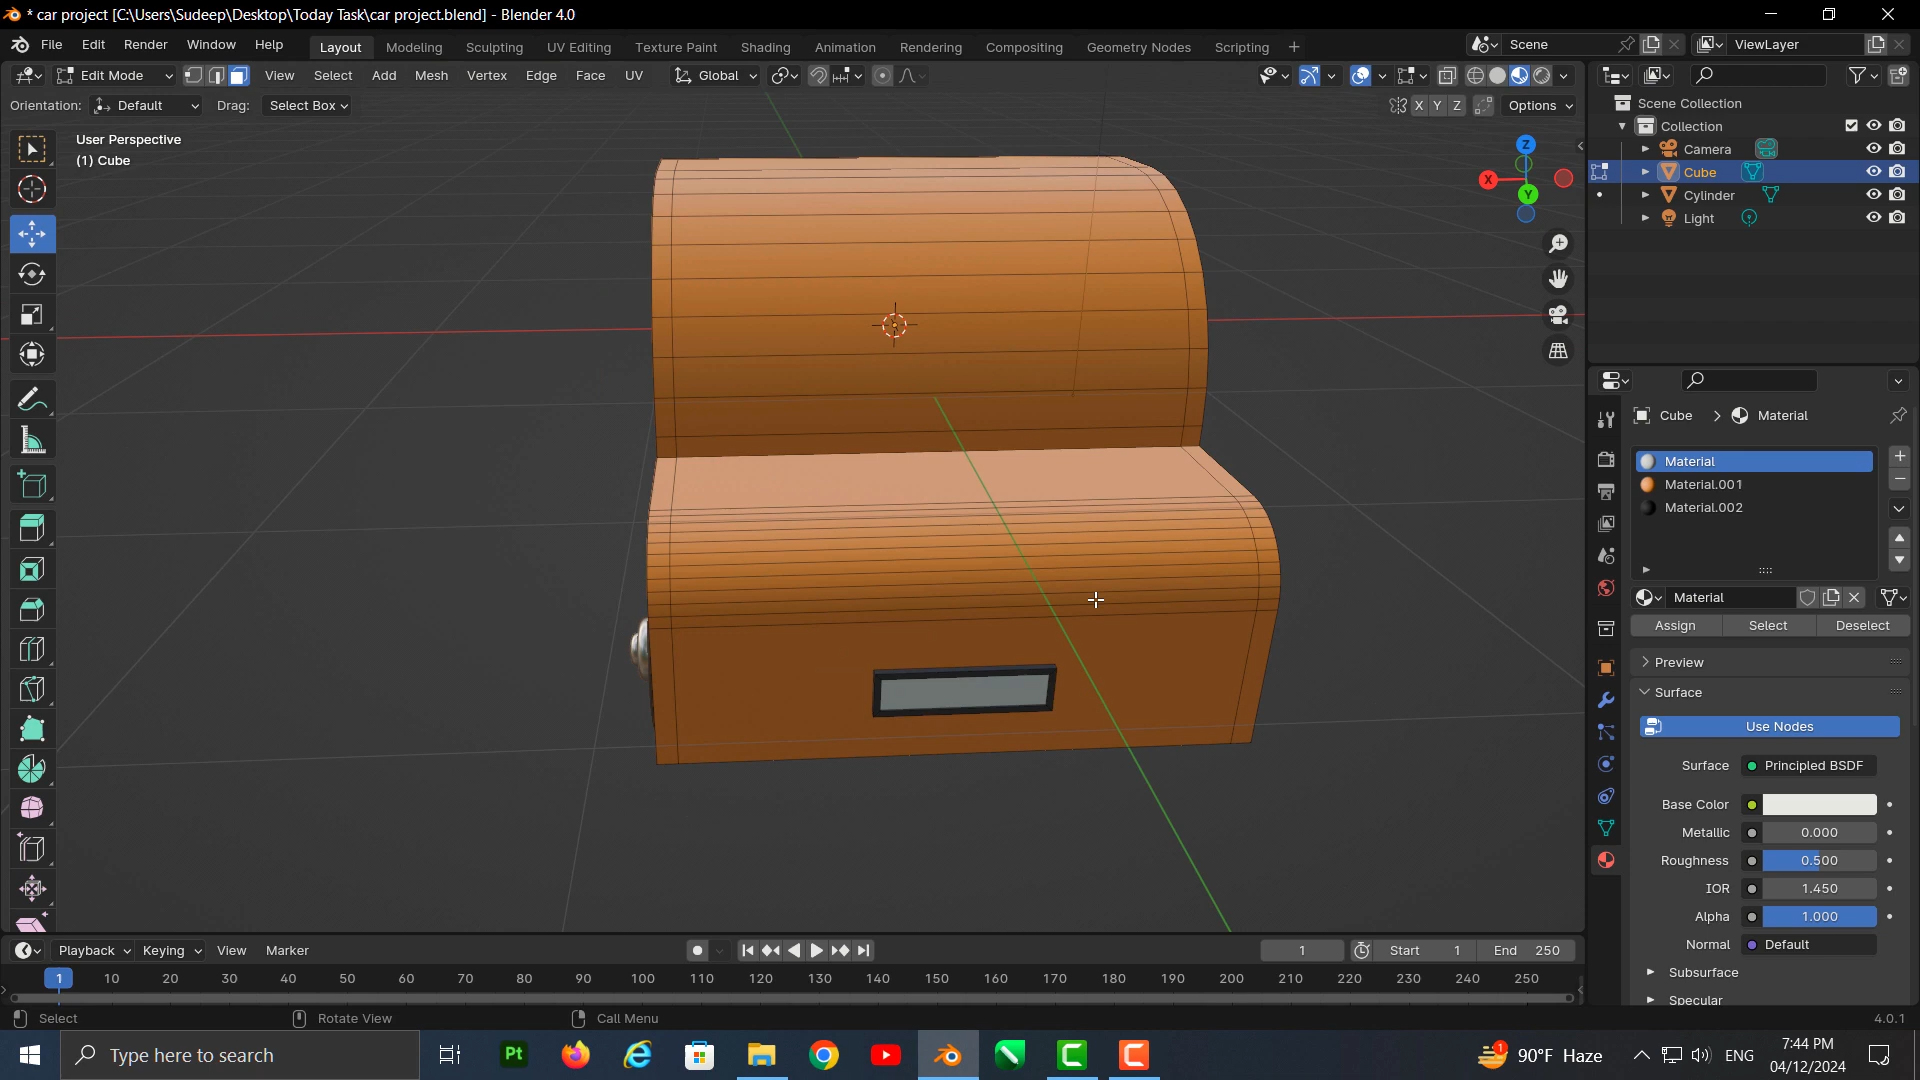 * car project [C:\Users\Sudeep\Desktop\Today Task\car project.blend] - Blender 4.0
File Edit Render Window Help Layout Modeling Sculpting UV Editing Texture Paint Shading Animation Rendering Compositing Geometry Nodes Scripting + Scene ViewLayer
Edit Mode View Select Add Mesh Vertex Edge Face UV Global
Orientation: Default Drag: Select Box X Y Z Options
User Perspective
(1) Cube
Z
X
Y
Scene Collection
Collection
Camera
Cube
Cylinder
Light
Cube > Material
Material
Material.001
Material.002
Material
Assign Select Deselect
Preview
Surface
Use Nodes
Surface Principled BSDF
Base Color
Metallic 0.000
Roughness 0.500
IOR 1.450
Alpha 1.000
Normal Default
Subsurface
Specular
Playback Keying View Marker 1 Start 1 End 250
1 10 20 30 40 50 60 70 80 90 100 110 120 130 140 150 160 170 180 190 200 210 220 230 240 250
Select Rotate View Call Menu 4.0.1
Type here to search Pt 1 90°F Haze ENG 7:44 PM
04/12/2024